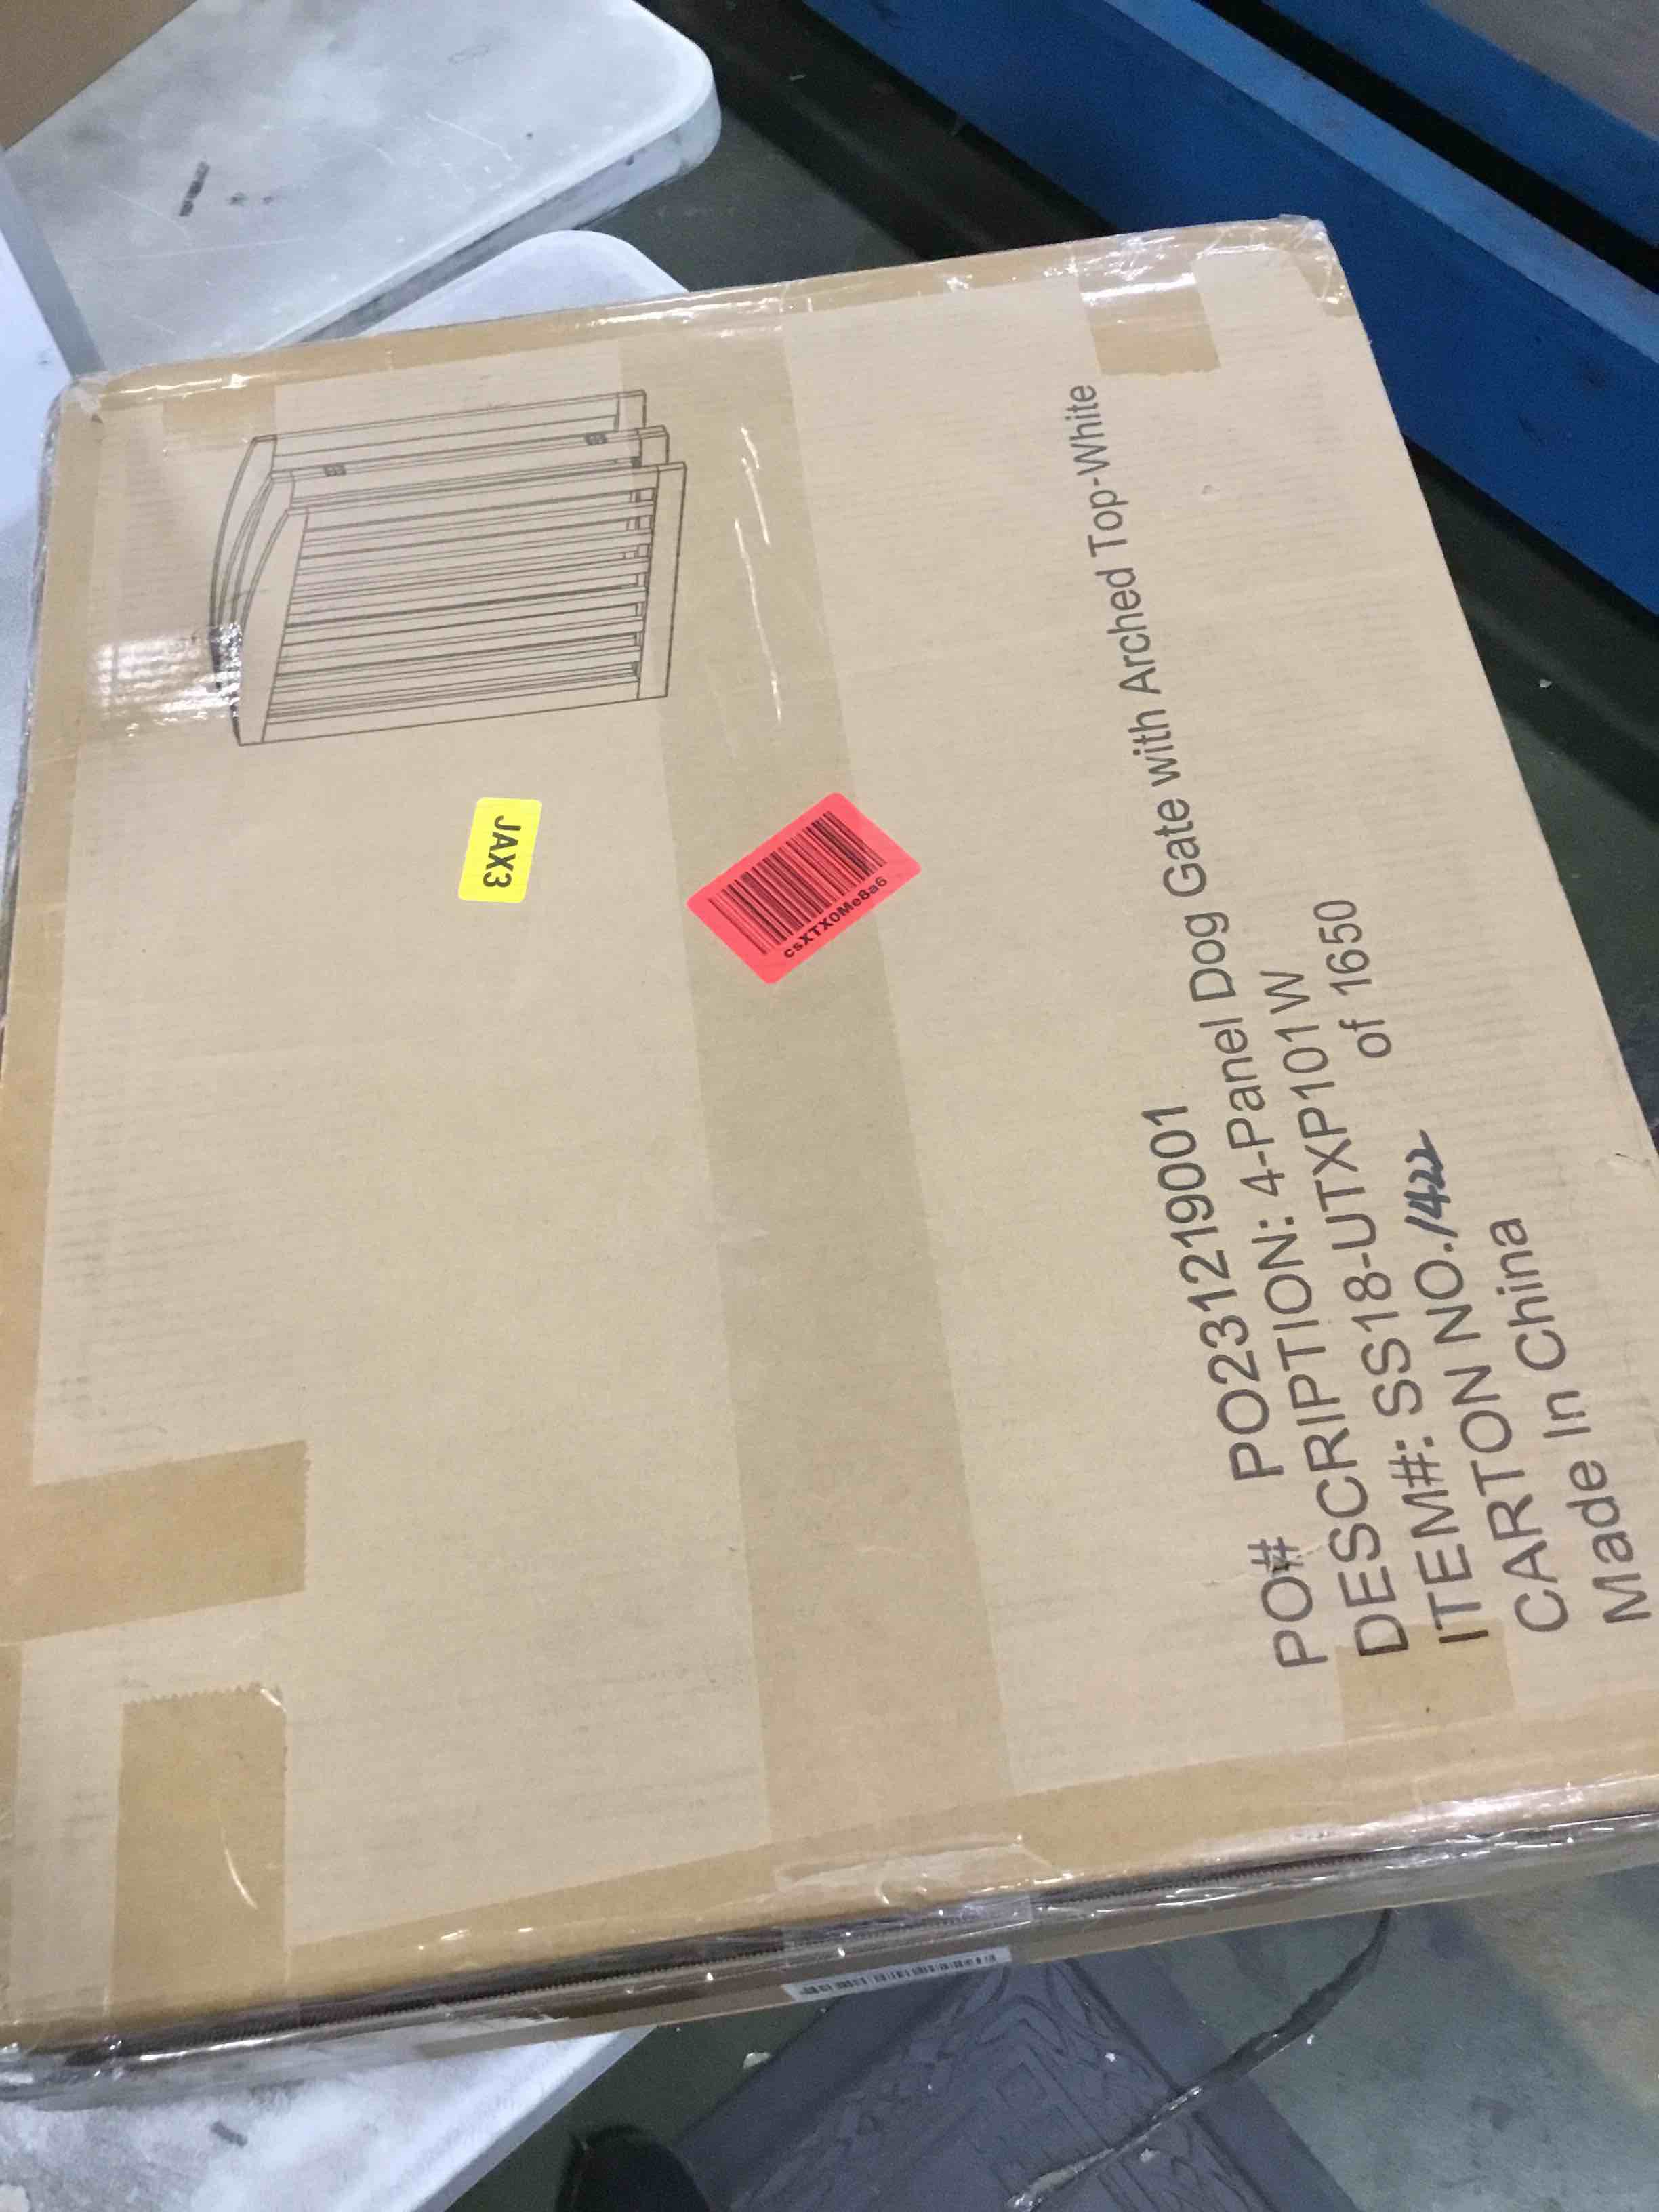 JAX3
csXTX0Me8a6
PO# PO231219001
DESCRIPTION: 4-Panel Dog Gate with Arched Top-White
ITEM#: SS18-UTXP101W
CARTON NO.1422 of 1650
Made In China